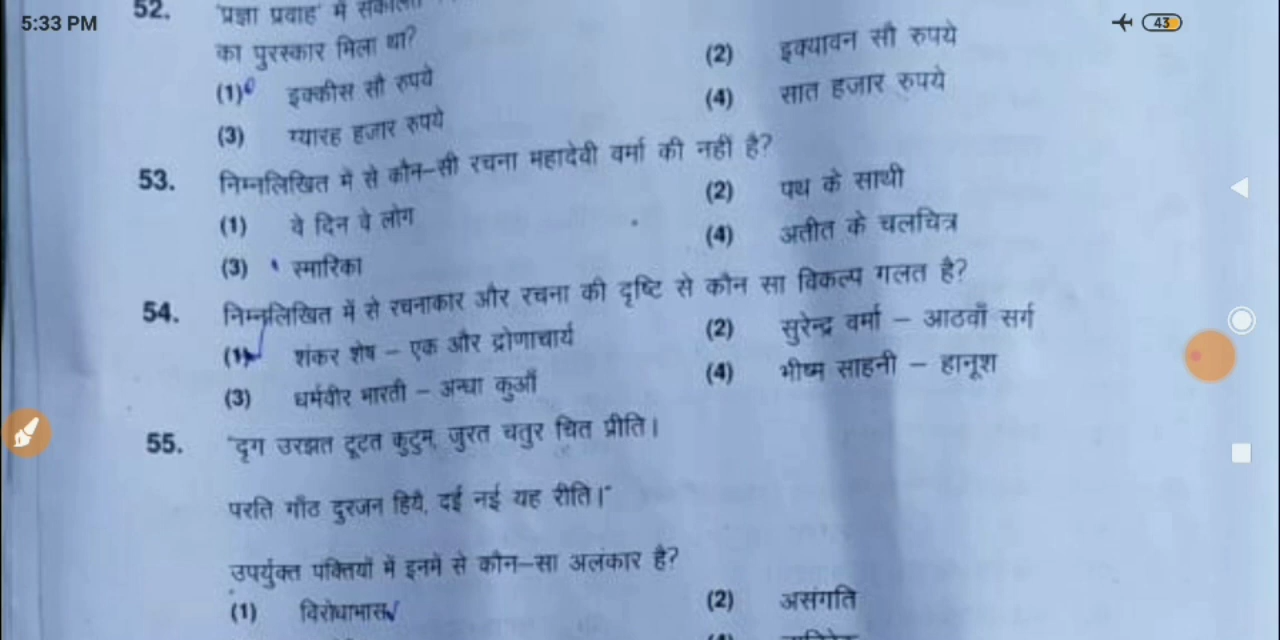 5:33 PM
43
52. 'प्रज्ञा प्रवाह' में
का पुरस्कार मिला था?
(1) इक्कीस सौ रुपये (2) इक्यावन सौ रुपये
(3) ग्यारह हजार रुपये (4) सात हजार रुपये
53. निम्नलिखित में से कौन-सी रचना महादेवी वर्मा की नहीं है?
(1) वे दिन वे लोग (2) पथ के साथी
(3) स्मारिका (4) अतीत के चलचित्र
54. निम्नलिखित में से रचनाकार और रचना की दृष्टि से कौन सा विकल्प गलत है?
(1) शंकर शेष – एक और द्रोणाचार्य (2) सुरेन्द्र वर्मा – आठवाँ सर्ग
(3) धर्मवीर भारती – अन्धा कुआँ (4) भीष्म साहनी – हानूश
55. "दृग उरझत टूटत कुटुम, जुरत चतुर चित प्रीति।
परति गाँठ दुरजन हियै, दई नई यह रीति।"
उपर्युक्त पंक्तियों में इनमें से कौन-सा अलंकार है?
(1) विरोधाभास (2) असंगति